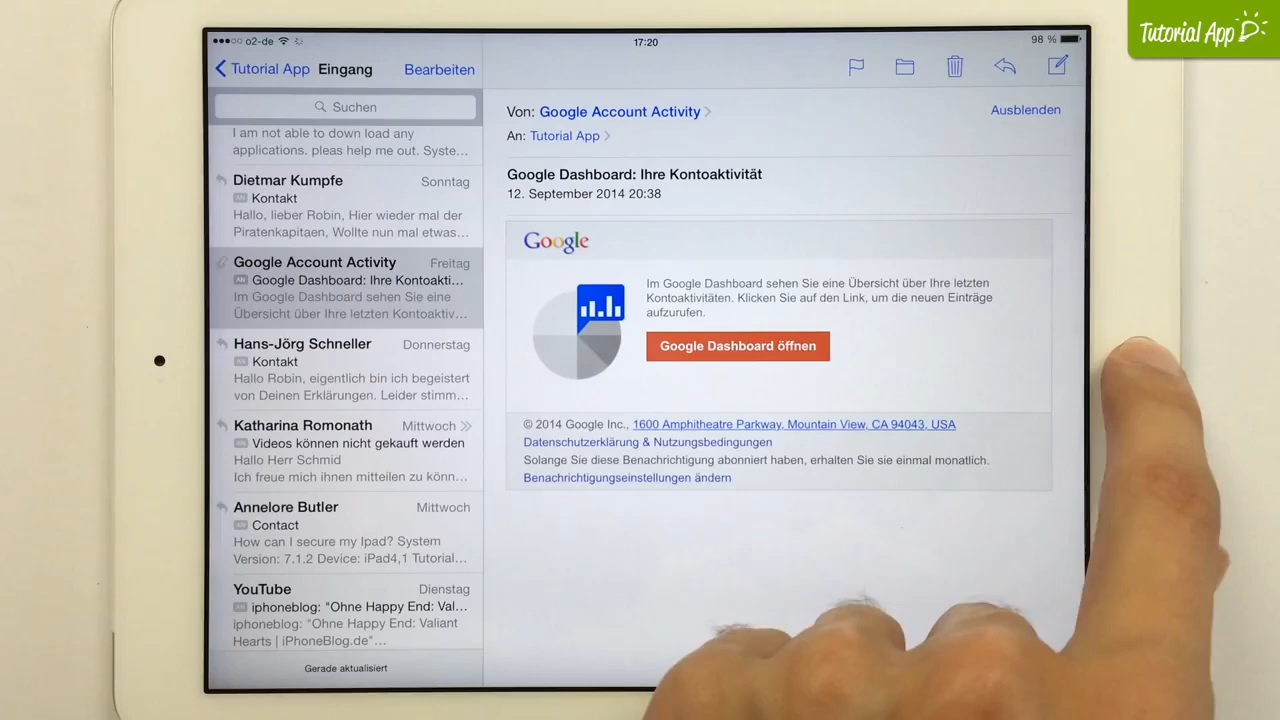 Tutorial App
o2-de
17:20
98 %
Tutorial App
Eingang
Bearbeiten
Suchen
I am not able to down load any
applications. pleas help me out. Syste…
Dietmar Kumpfe
Sonntag
AN Kontakt
Hallo, lieber Robin, Hier wieder mal der
Piratenkapitaen, Wollte nun mal etwas…
Google Account Activity
Freitag
AN Google Dashboard: Ihre Kontoakti…
Im Google Dashboard sehen Sie eine
Übersicht über Ihre letzten Kontoaktiv…
Hans-Jörg Schneller
Donnerstag
AN Kontakt
Hallo Robin, eigentlich bin ich begeistert
von Deinen Erklärungen. Leider stimm…
Katharina Romonath
Mittwoch
AN Videos können nicht gekauft werden
Hallo Herr Schmid
Ich freue mich ihnen mitteilen zu könn…
Annelore Butler
Mittwoch
AN Contact
How can I secure my Ipad? System
Version: 7.1.2 Device: iPad4,1 Tutorial…
YouTube
Dienstag
AN iphoneblog: "Ohne Happy End: Val…
iphoneblog: "Ohne Happy End: Valiant
Hearts | iPhoneBlog.de"…
Gerade aktualisiert
Von: Google Account Activity
Ausblenden
An: Tutorial App
Google Dashboard: Ihre Kontoaktivität
12. September 2014 20:38
Google
Im Google Dashboard sehen Sie eine Übersicht über Ihre letzten
Kontoaktivitäten. Klicken Sie auf den Link, um die neuen Einträge
aufzurufen.
Google Dashboard öffnen
© 2014 Google Inc., 1600 Amphitheatre Parkway, Mountain View, CA 94043, USA
Datenschutzerklärung & Nutzungsbedingungen
Solange Sie diese Benachrichtigung abonniert haben, erhalten Sie sie einmal monatlich.
Benachrichtigungseinstellungen ändern